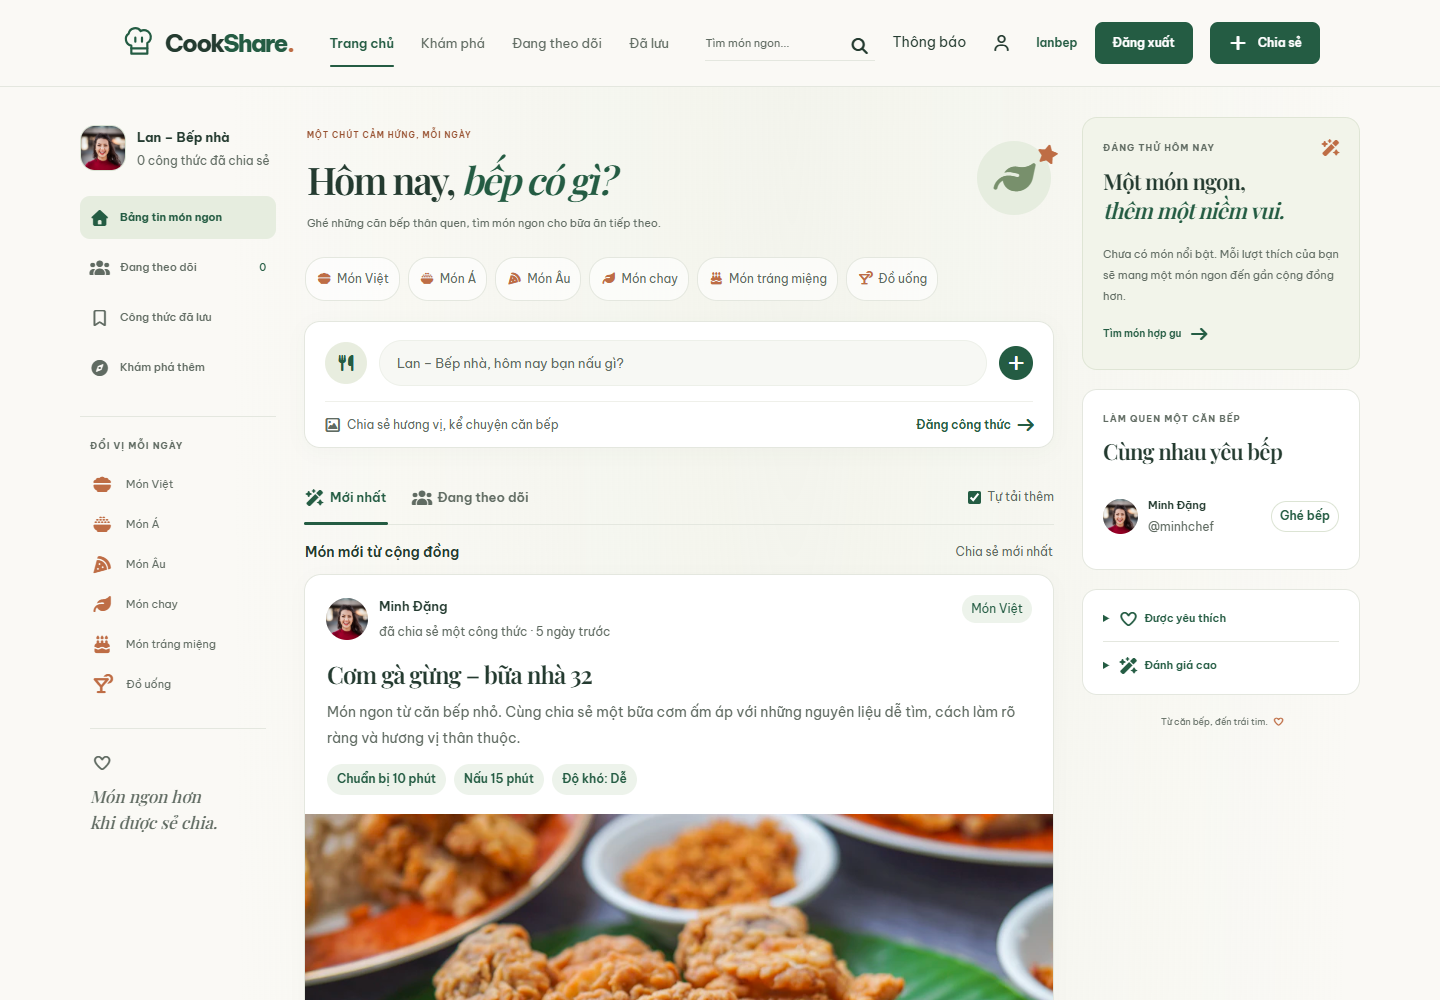 CookShare.
Trang chủ
Khám phá
Đang theo dõi
Đã lưu
Tìm món ngon...
Thông báo
lanbep
Đăng xuất
Chia sẻ
Lan – Bếp nhà
0 công thức đã chia sẻ
Bảng tin món ngon
Đang theo dõi 0
Công thức đã lưu
Khám phá thêm
ĐỔI VỊ MỖI NGÀY
Món Việt
Món Á
Món Âu
Món chay
Món tráng miệng
Đồ uống
Món ngon hơn
khi được sẻ chia.
MỘT CHÚT CẢM HỨNG, MỖI NGÀY
Hôm nay, bếp có gì?
Ghé những căn bếp thân quen, tìm món ngon cho bữa ăn tiếp theo.
Món Việt
Món Á
Món Âu
Món chay
Món tráng miệng
Đồ uống
Lan – Bếp nhà, hôm nay bạn nấu gì?
Chia sẻ hương vị, kể chuyện căn bếp
Đăng công thức
Mới nhất
Đang theo dõi
Tự tải thêm
Món mới từ cộng đồng
Chia sẻ mới nhất
Minh Đặng
đã chia sẻ một công thức · 5 ngày trước
Món Việt
Cơm gà gừng – bữa nhà 32
Món ngon từ căn bếp nhỏ. Cùng chia sẻ một bữa cơm ấm áp với những nguyên liệu dễ tìm, cách làm rõ
ràng và hương vị thân thuộc.
Chuẩn bị 10 phút
Nấu 15 phút
Độ khó: Dễ
ĐÁNG THỬ HÔM NAY
Một món ngon,
thêm một niềm vui.
Chưa có món nổi bật. Mỗi lượt thích của bạn
sẽ mang một món ngon đến gần cộng đồng
hơn.
Tìm món hợp gu
LÀM QUEN MỘT CĂN BẾP
Cùng nhau yêu bếp
Minh Đặng
@minhchef
Ghé bếp
Được yêu thích
Đánh giá cao
Từ căn bếp, đến trái tim.